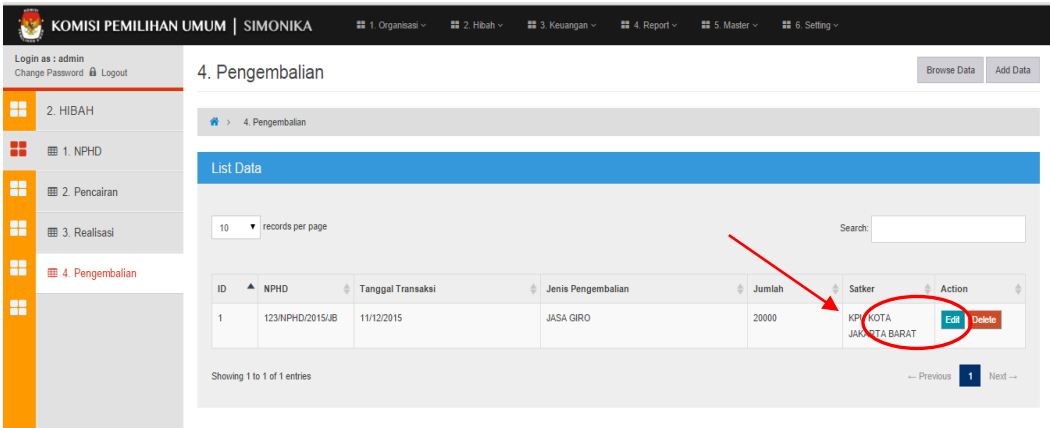 KOMISI PEMILIHAN UMUM | SIMONIKA
1. Organisasi
2. Hibah
3. Keuangan
4. Report
5. Master
6. Setting
Login as : admin
Change Password Logout
4. Pengembalian
Browse Data
Add Data
2. HIBAH
1. NPHD
2. Pencairan
3. Realisasi
4. Pengembalian
> 4. Pengembalian
List Data
10 records per page
Search:
ID NPHD Tanggal Transaksi Jenis Pengembalian Jumlah Satker Action
1 123/NPHD/2015/JB 11/12/2015 JASA GIRO 20000 KPU KOTA Edit Delete
JAKARTA BARAT
Showing 1 to 1 of 1 entries
← Previous 1 Next →